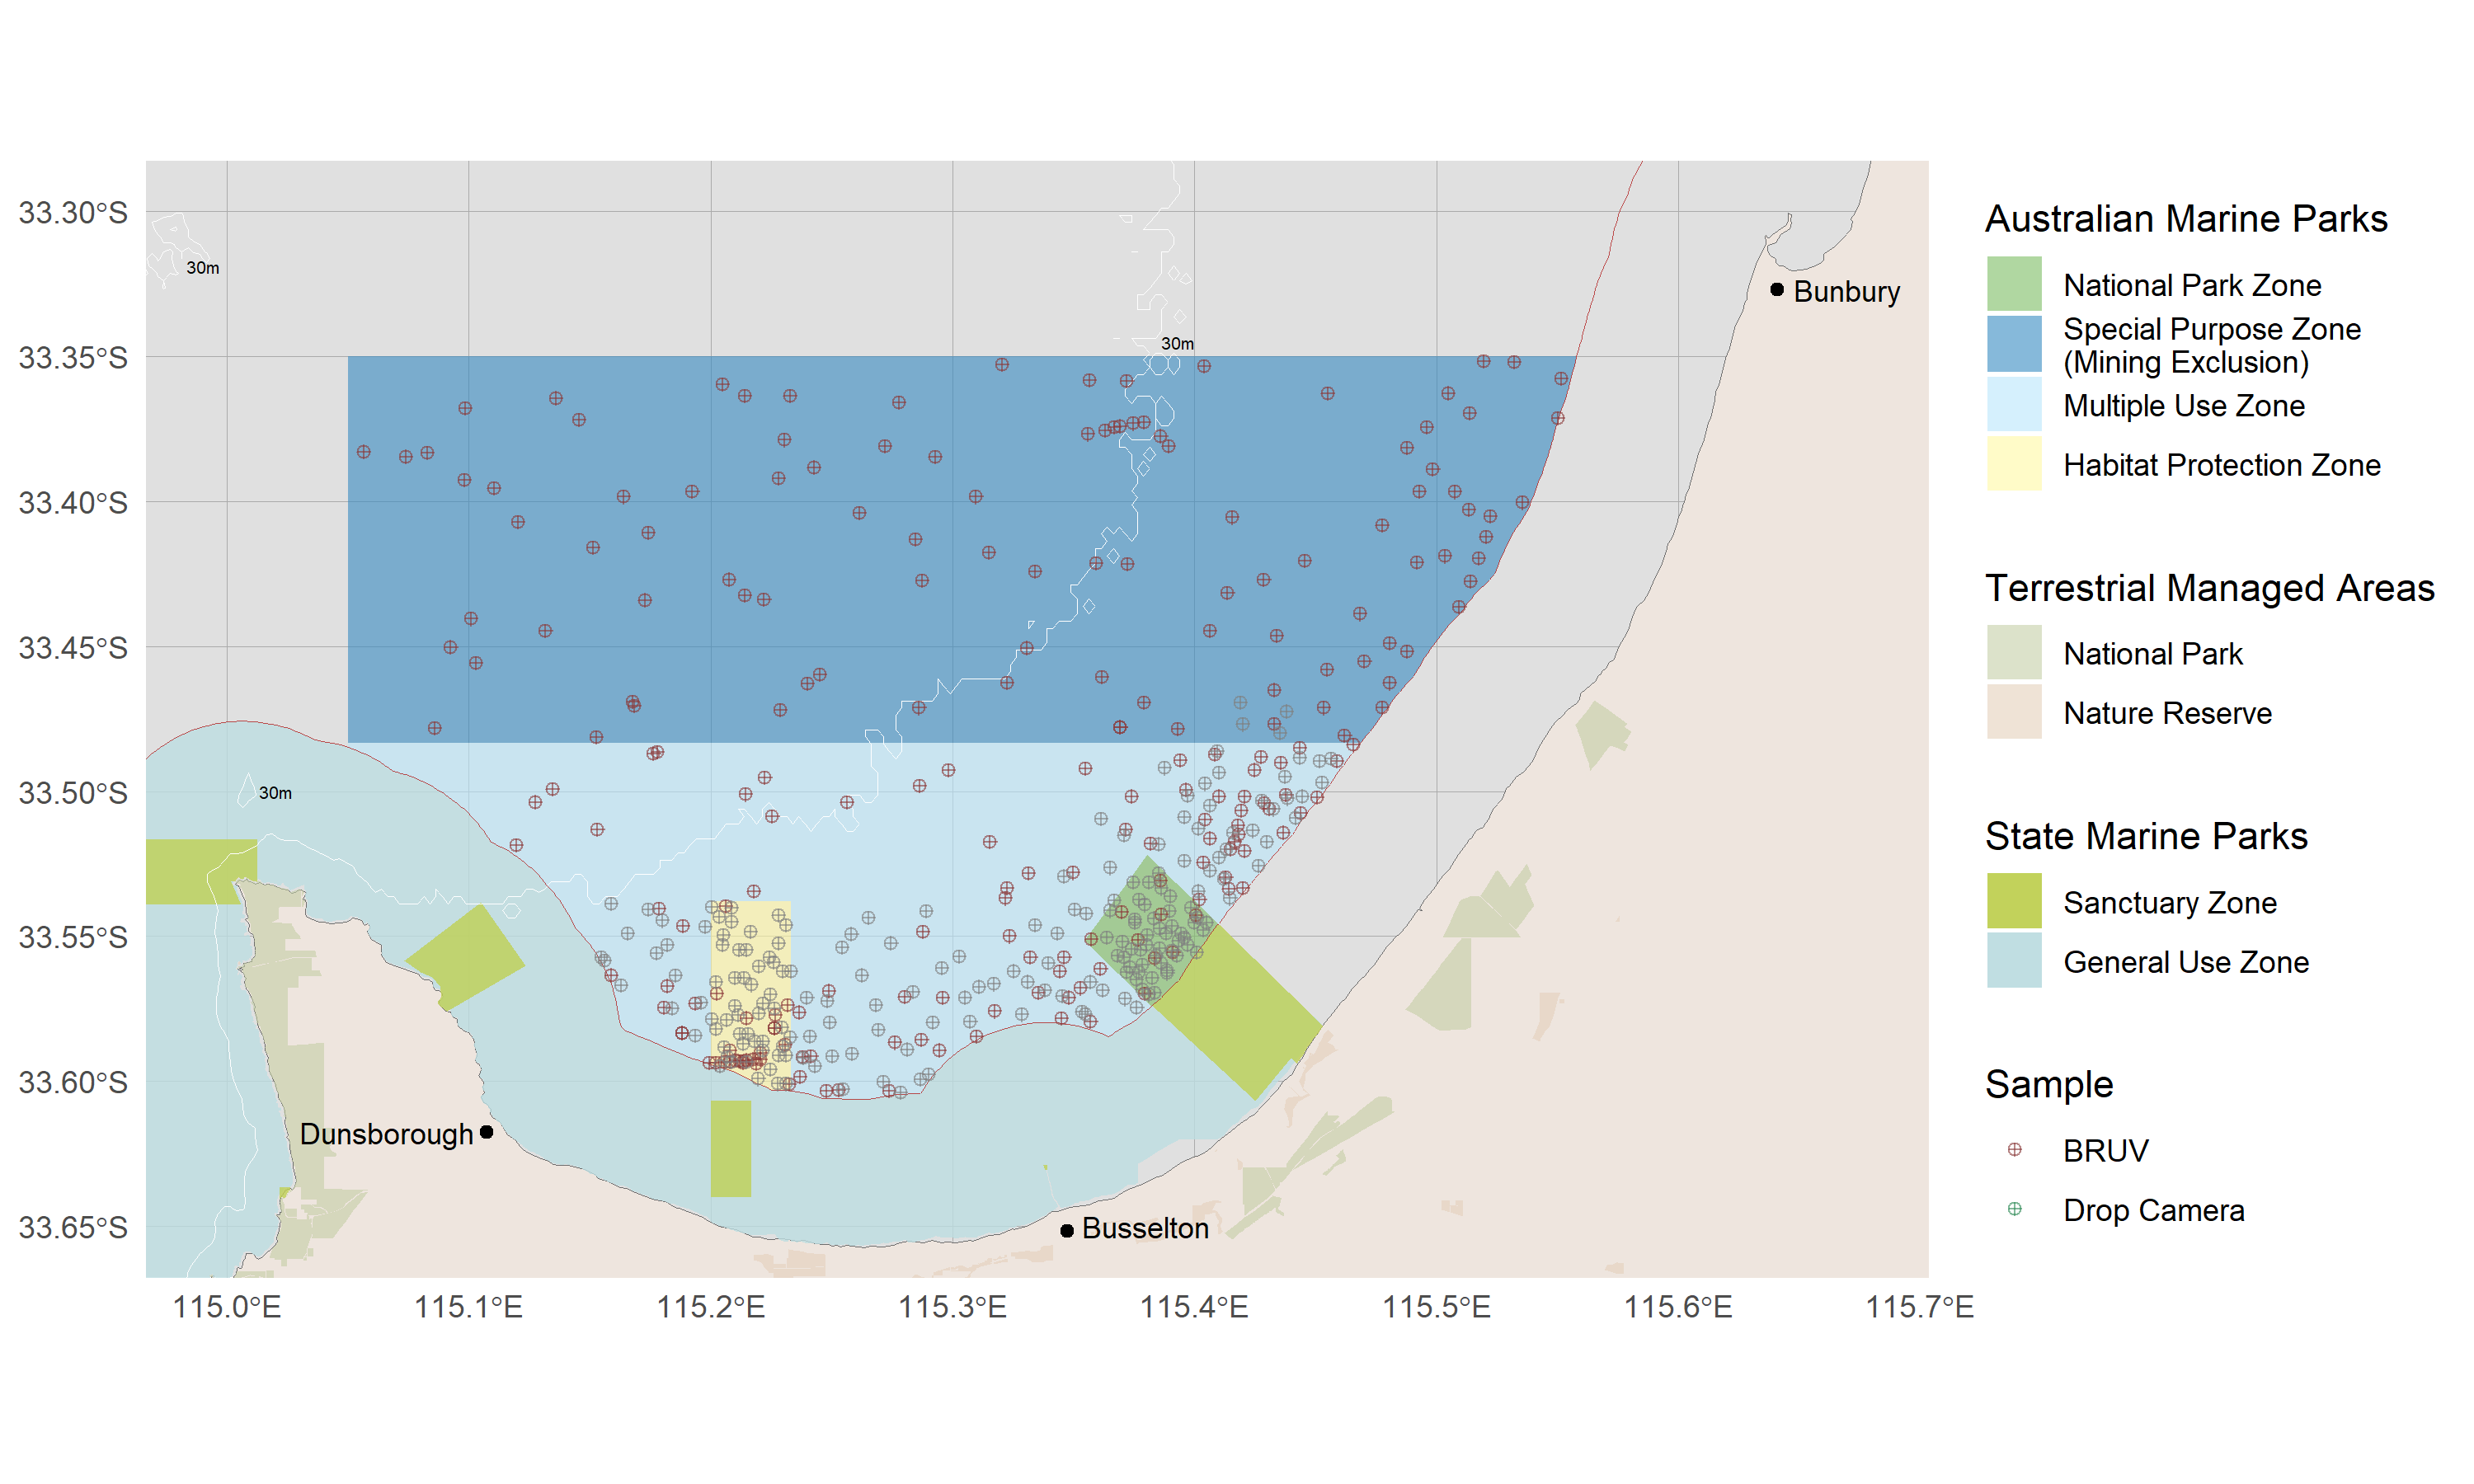 33.30°S
33.35°S
33.40°S
33.45°S
33.50°S
33.55°S
33.60°S
33.65°S
115.0°E
115.1°E
115.2°E
115.3°E
115.4°E
115.5°E
115.6°E
115.7°E
30m
30m
30m
Bunbury
Dunsborough
Busselton
Australian Marine Parks
National Park Zone
Special Purpose Zone
(Mining Exclusion)
Multiple Use Zone
Habitat Protection Zone
Terrestrial Managed Areas
National Park
Nature Reserve
State Marine Parks
Sanctuary Zone
General Use Zone
Sample
BRUV
Drop Camera